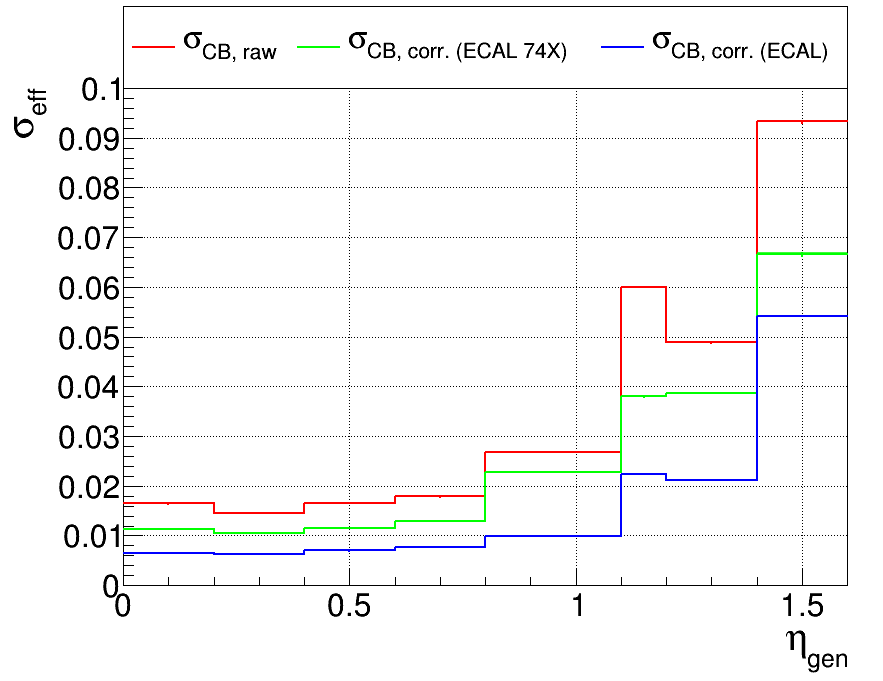 σCB, raw σCB, corr. (ECAL 74X) σCB, corr. (ECAL)
σeff
0.1
0.09
0.08
0.07
0.06
0.05
0.04
0.03
0.02
0.01
0
0 0.5 1 1.5
ηgen